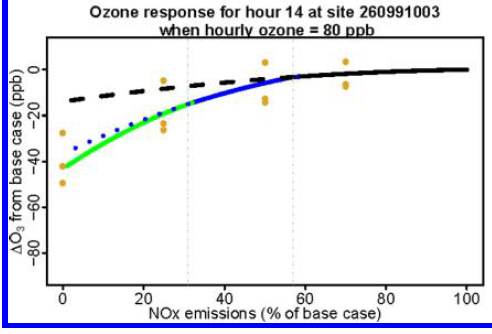 Ozone response for hour 14 at site 260991003
when hourly ozone = 80 ppb
ΔO3 from base case (ppb)
0
−20
−40
−60
−80
0 20 40 60 80 100
NOx emissions (% of base case)